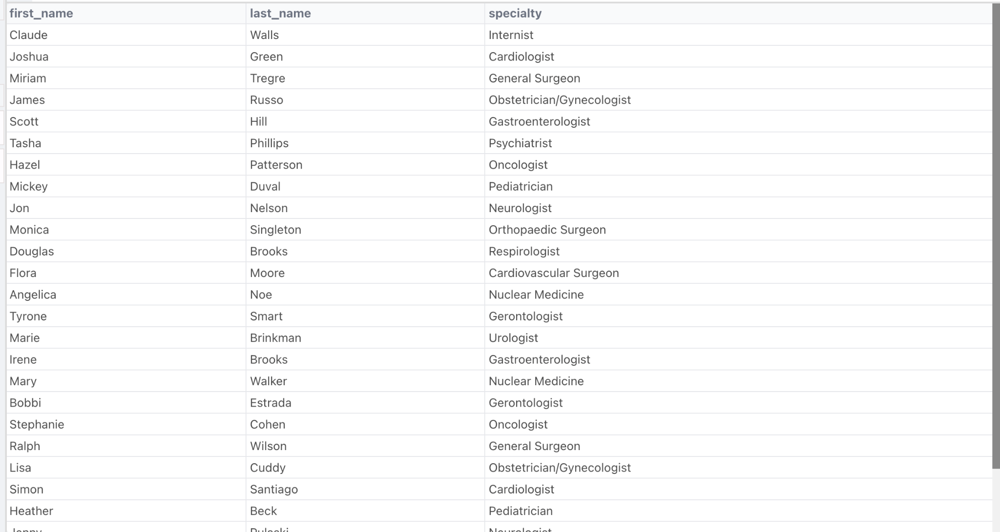 first_name last_name specialty
Claude Walls Internist
Joshua Green Cardiologist
Miriam Tregre General Surgeon
James Russo Obstetrician/Gynecologist
Scott Hill Gastroenterologist
Tasha Phillips Psychiatrist
Hazel Patterson Oncologist
Mickey Duval Pediatrician
Jon Nelson Neurologist
Monica Singleton Orthopaedic Surgeon
Douglas Brooks Respirologist
Flora Moore Cardiovascular Surgeon
Angelica Noe Nuclear Medicine
Tyrone Smart Gerontologist
Marie Brinkman Urologist
Irene Brooks Gastroenterologist
Mary Walker Nuclear Medicine
Bobbi Estrada Gerontologist
Stephanie Cohen Oncologist
Ralph Wilson General Surgeon
Lisa Cuddy Obstetrician/Gynecologist
Simon Santiago Cardiologist
Heather Beck Pediatrician
Pulaski Neurologist